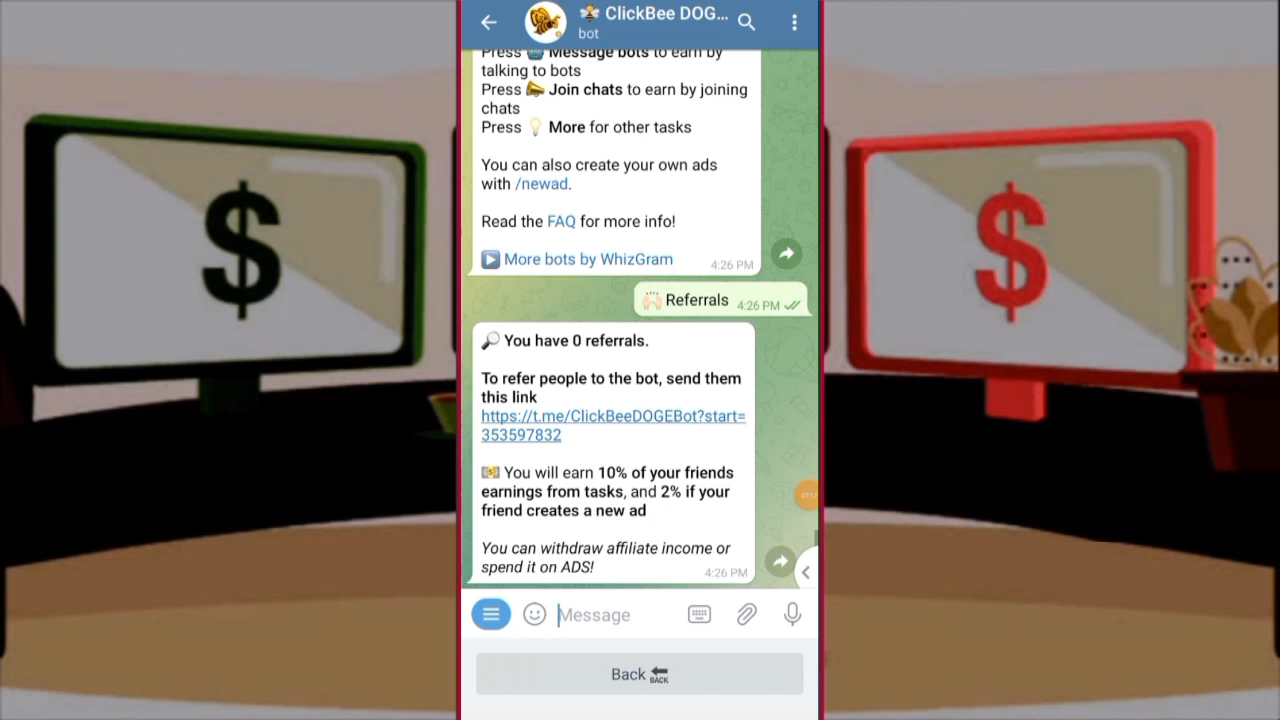 ClickBee DOG...
bot
Press Message bots to earn by
talking to bots
Press Join chats to earn by joining
chats
Press More for other tasks
You can also create your own ads
with /newad.
Read the FAQ for more info!
More bots by WhizGram
4:26 PM
Referrals 4:26 PM
You have 0 referrals.
To refer people to the bot, send them
this link
https://t.me/ClickBeeDOGEBot?start=
353597832
You will earn 10% of your friends
earnings from tasks, and 2% if your
friend creates a new ad
You can withdraw affiliate income or
spend it on ADS!
4:26 PM
Message
Back BACK
$
$